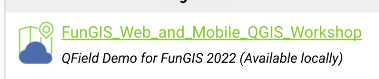 FunGIS_Web_and_Mobile_QGIS_Workshop
QField Demo for FunGIS 2022 (Available locally)